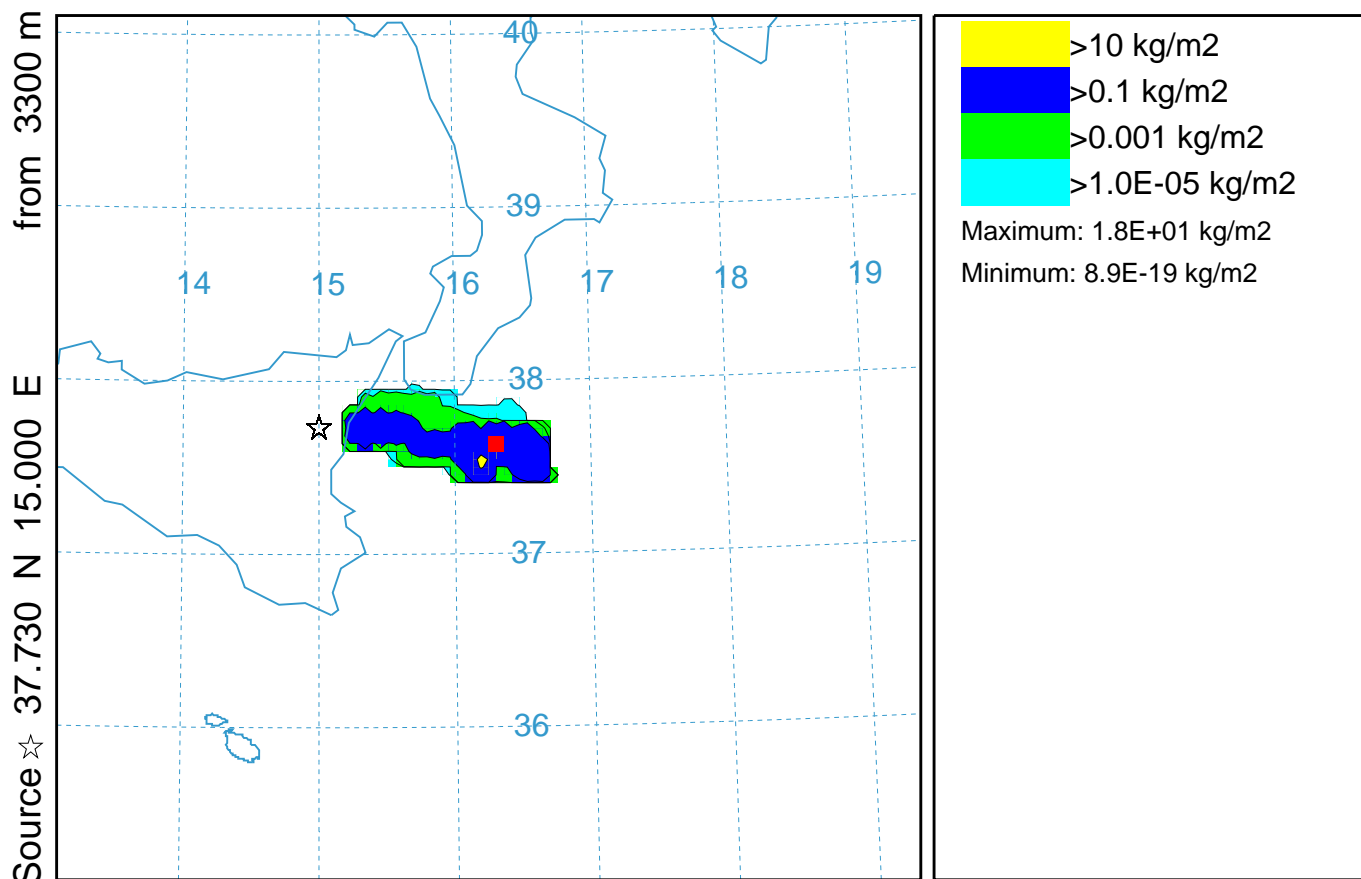 Source ☆ 37.730 N 15.000 E from 3300 m
40
39
14 15 16 17 18 19
38
37
36
>10 kg/m2
>0.1 kg/m2
>0.001 kg/m2
>1.0E-05 kg/m2
Maximum: 1.8E+01 kg/m2
Minimum: 8.9E-19 kg/m2